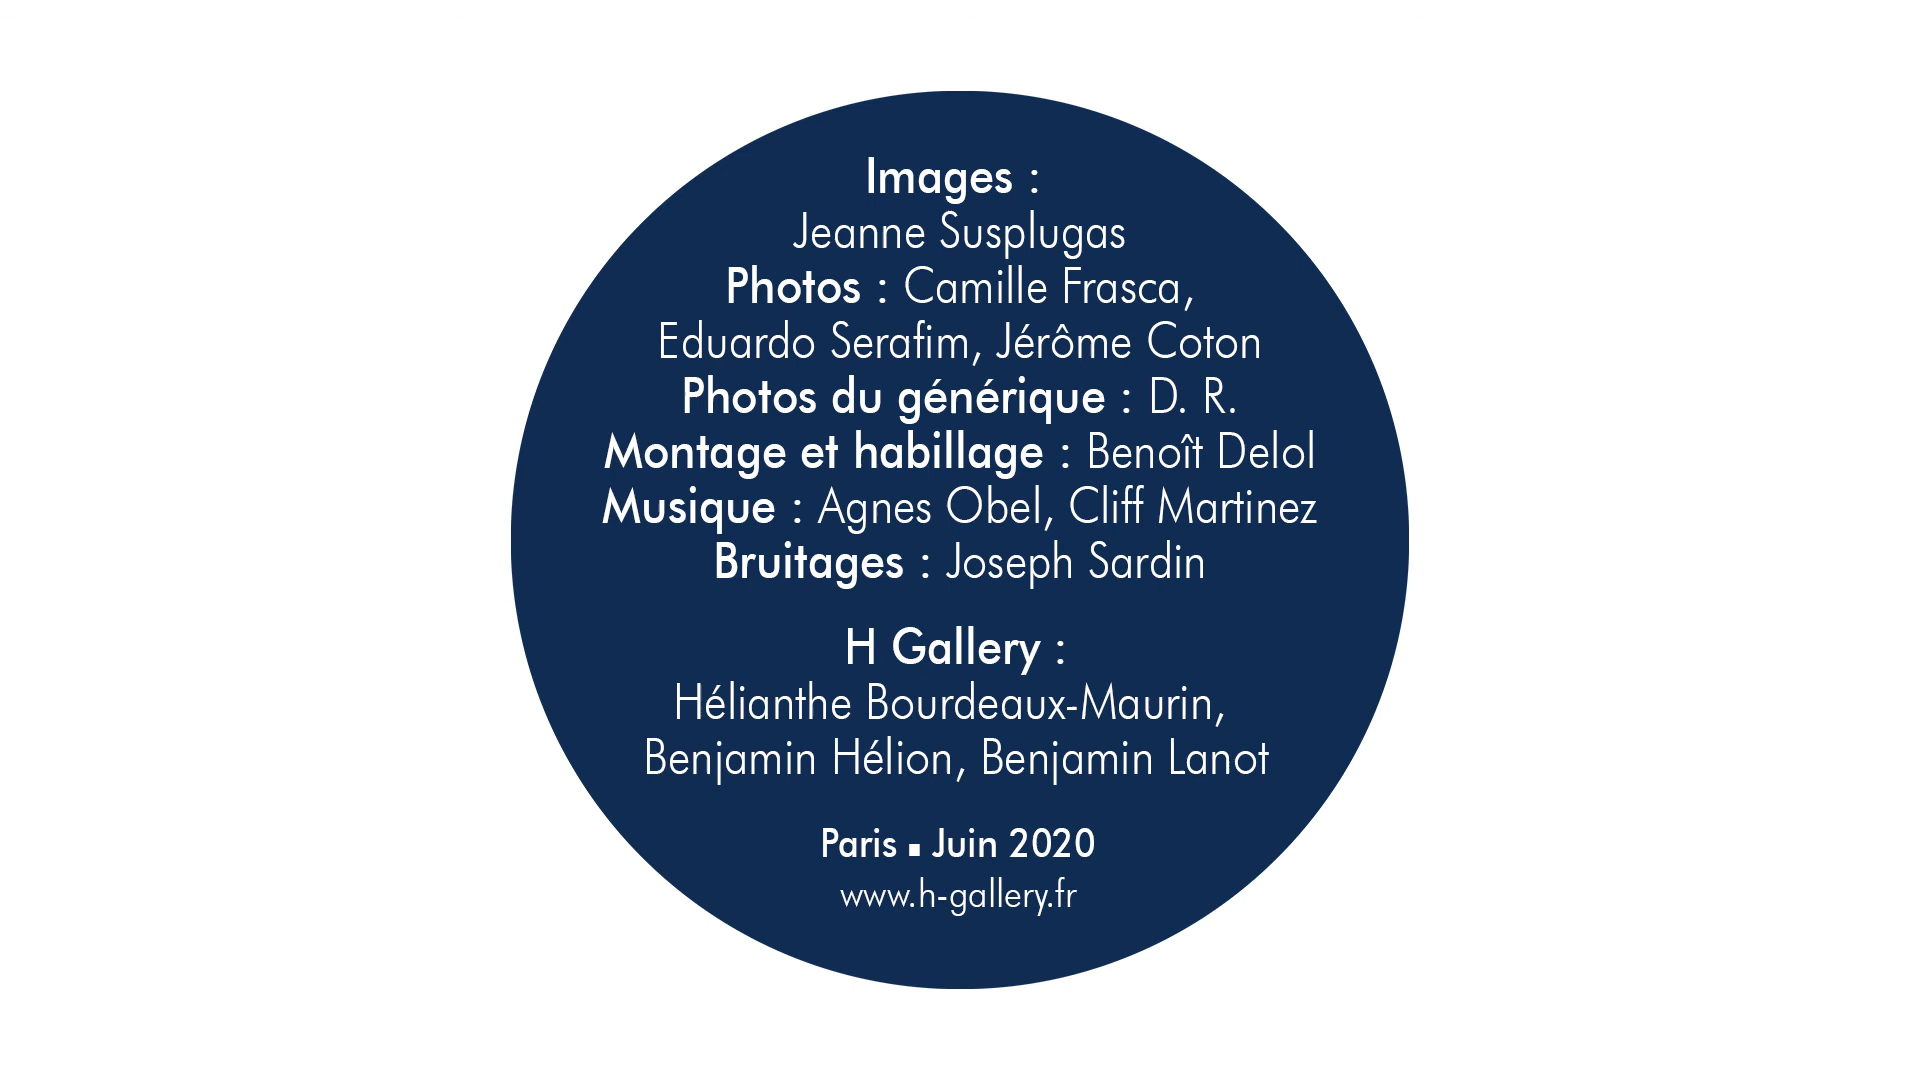 Images :
Jeanne Susplugas
Photos : Camille Frasca,
Eduardo Serafim, Jérôme Coton
Photos du générique : D. R.
Montage et habillage : Benoît Delol
Musique : Agnes Obel, Cliff Martinez
Bruitages : Joseph Sardin
H Gallery :
Hélianthe Bourdeaux-Maurin,
Benjamin Hélion, Benjamin Lanot
Paris ▪ Juin 2020
www.h-gallery.fr